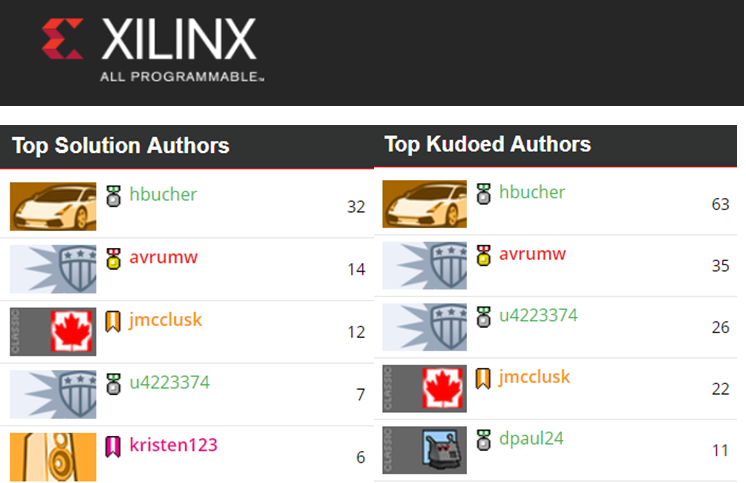 XILINX
ALL PROGRAMMABLE™
Top Solution Authors
hbucher 32
avrumw 14
CLASSIC
jmcclusk 12
u4223374 7
kristen123 6
Top Kudoed Authors
hbucher 63
avrumw 35
u4223374 26
CLASSIC
jmcclusk 22
CLASSIC
dpaul24 11